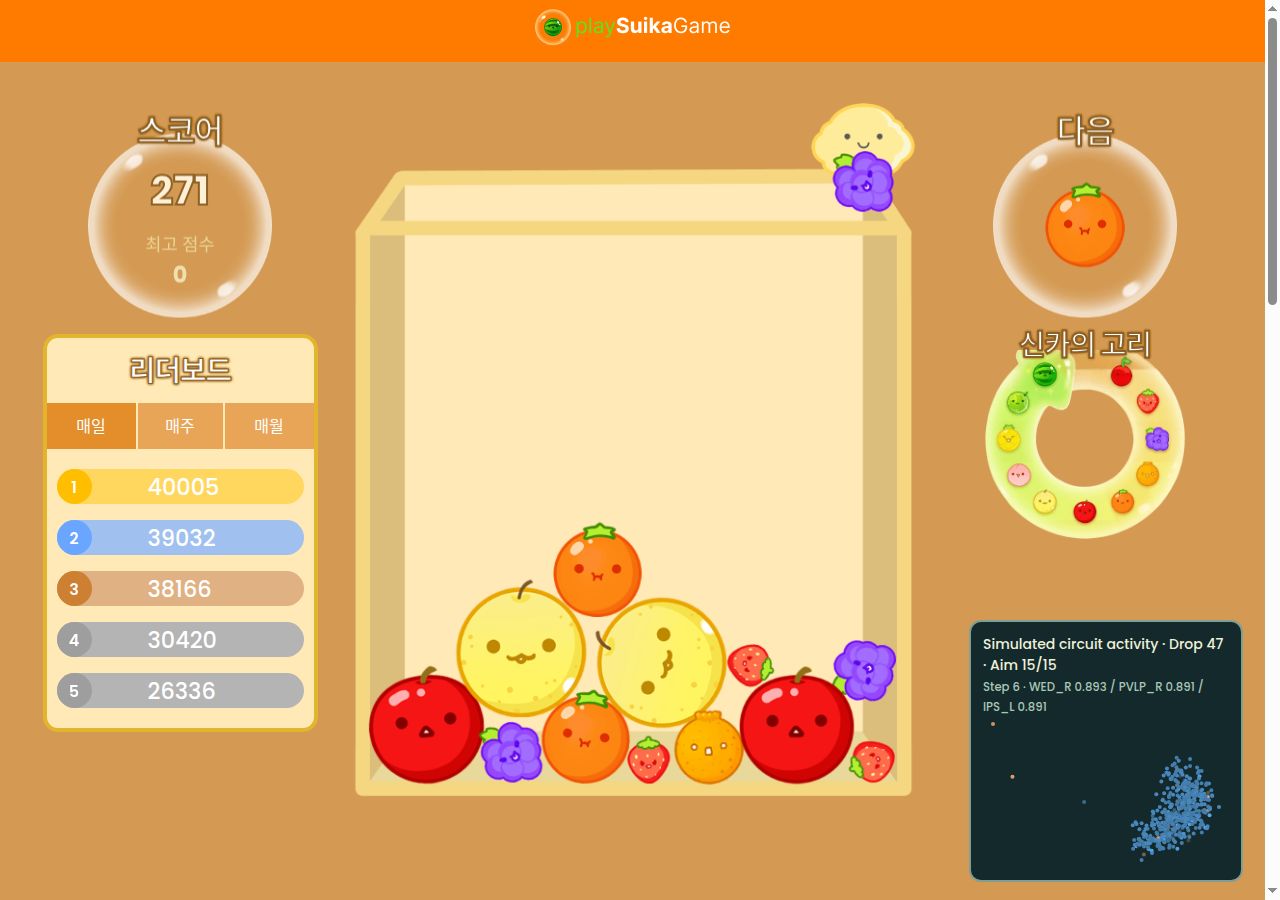 playSuikaGame
스코어
271
최고 점수
0
리더보드
매일
매주
매월
1 40005
2 39032
3 38166
4 30420
5 26336
다음
신카의 고리
Simulated circuit activity · Drop 47
· Aim 15/15
Step 6 · WED_R 0.893 / PVLP_R 0.891 /
IPS_L 0.891